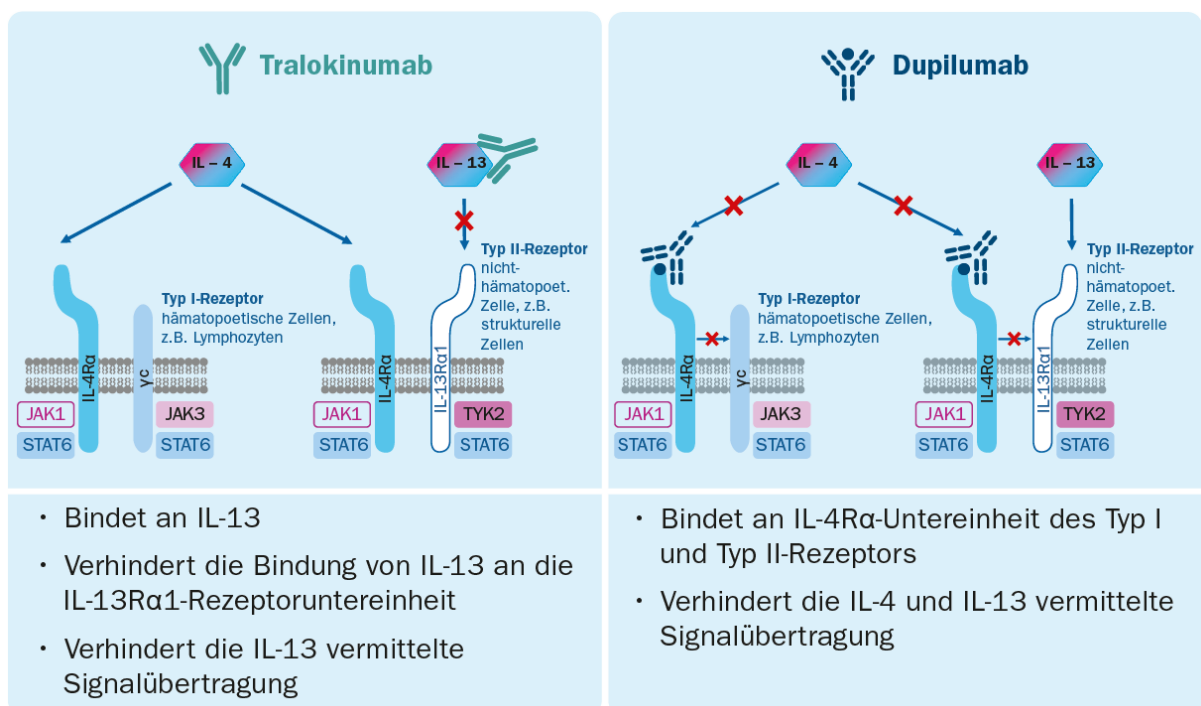 Tralokinumab
IL – 4
IL – 13
Typ II-Rezeptor
nicht-
hämatopoet.
Zelle, z.B.
strukturelle
Zellen
Typ I-Rezeptor
hämatopoetische Zellen,
z.B. Lymphozyten
IL-4Rα
γc
IL-4Rα
IL-13Rα1
JAK1
JAK3
JAK1
TYK2
STAT6
STAT6
STAT6
STAT6
• Bindet an IL-13
• Verhindert die Bindung von IL-13 an die
IL-13Rα1-Rezeptoruntereinheit
• Verhindert die IL-13 vermittelte
Signalübertragung
Dupilumab
IL – 4
IL – 13
Typ II-Rezeptor
nicht-
hämatopoet.
Zelle, z.B.
strukturelle
Zellen
Typ I-Rezeptor
hämatopoetische Zellen,
z.B. Lymphozyten
IL-4Rα
γc
IL-4Rα
IL-13Rα1
JAK1
JAK3
JAK1
TYK2
STAT6
STAT6
STAT6
STAT6
• Bindet an IL-4Rα-Untereinheit des Typ I
und Typ II-Rezeptors
• Verhindert die IL-4 und IL-13 vermittelte
Signalübertragung